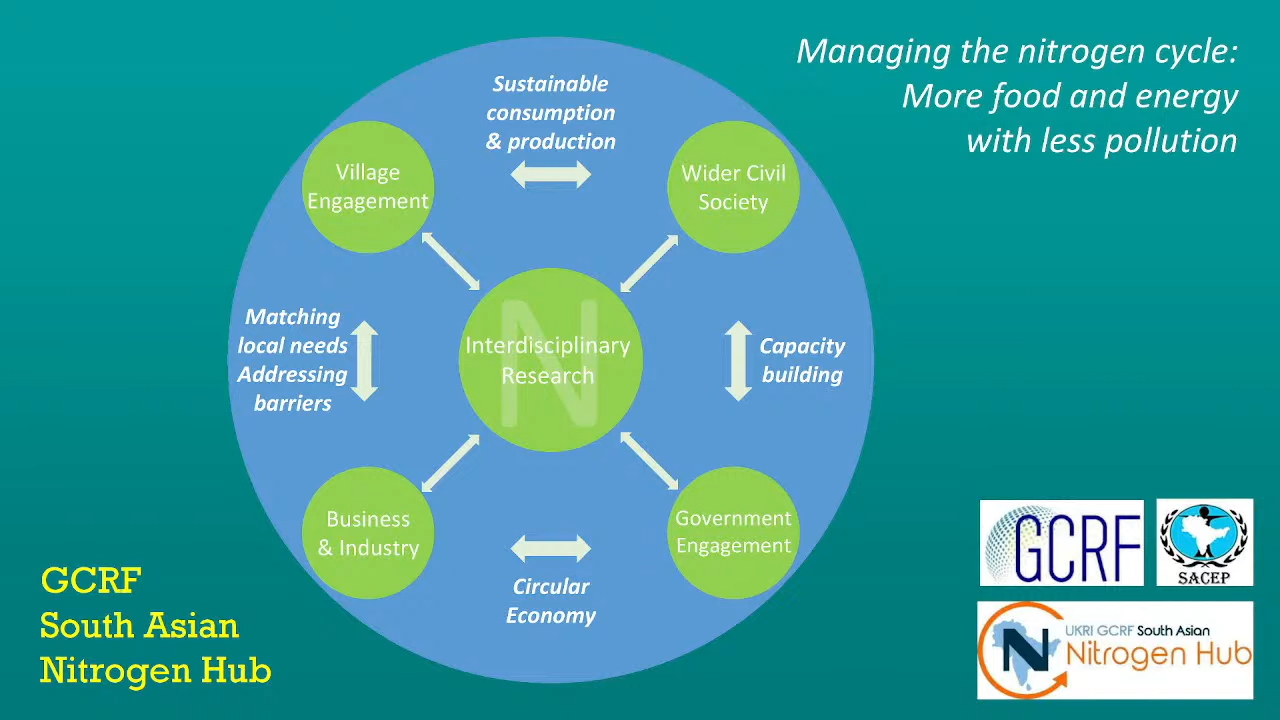 Managing the nitrogen cycle:
More food and energy
with less pollution
Sustainable
consumption
& production
Village
Engagement
Wider Civil
Society
Matching
local needs
Addressing
barriers
N
Interdisciplinary
Research
Capacity
building
Business
& Industry
Government
Engagement
Circular
Economy
GCRF
South Asian
Nitrogen Hub
GCRF
SACEP
N
UKRI GCRF South Asian
Nitrogen Hub